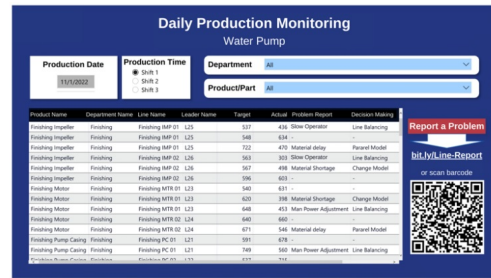 Daily Production Monitoring
Water Pump
Production Date
11/1/2022
Production Time
Shift 1
Shift 2
Shift 3
Department All
Product/Part All
Product Name Department Name Line Name Leader Name Target Actual Problem Report Decision Making
Finishing Impeller Finishing Finishing IMP 01 L25 537 436 Slow Operator Line Balancing
Finishing Impeller Finishing Finishing IMP 01 L25 548 634 - -
Finishing Impeller Finishing Finishing IMP 01 L25 722 470 Material delay Pararel Model
Finishing Impeller Finishing Finishing IMP 02 L26 563 303 Slow Operator Line Balancing
Finishing Impeller Finishing Finishing IMP 02 L26 567 498 Material Shortage Change Model
Finishing Impeller Finishing Finishing IMP 02 L26 596 603 - -
Finishing Motor Finishing Finishing MTR 01 L23 540 631 - -
Finishing Motor Finishing Finishing MTR 01 L23 620 398 Material Shortage Change Model
Finishing Motor Finishing Finishing MTR 01 L23 648 453 Man Power Adjustment Line Balancing
Finishing Motor Finishing Finishing MTR 02 L24 640 660 - -
Finishing Motor Finishing Finishing MTR 02 L24 671 546 Material delay Pararel Model
Finishing Pump Casing Finishing Finishing PC 01 L21 591 678 - -
Finishing Pump Casing Finishing Finishing PC 01 L21 749 560 Man Power Adjustment Line Balancing
Report a Problem
bit.ly/Line-Report
or scan barcode